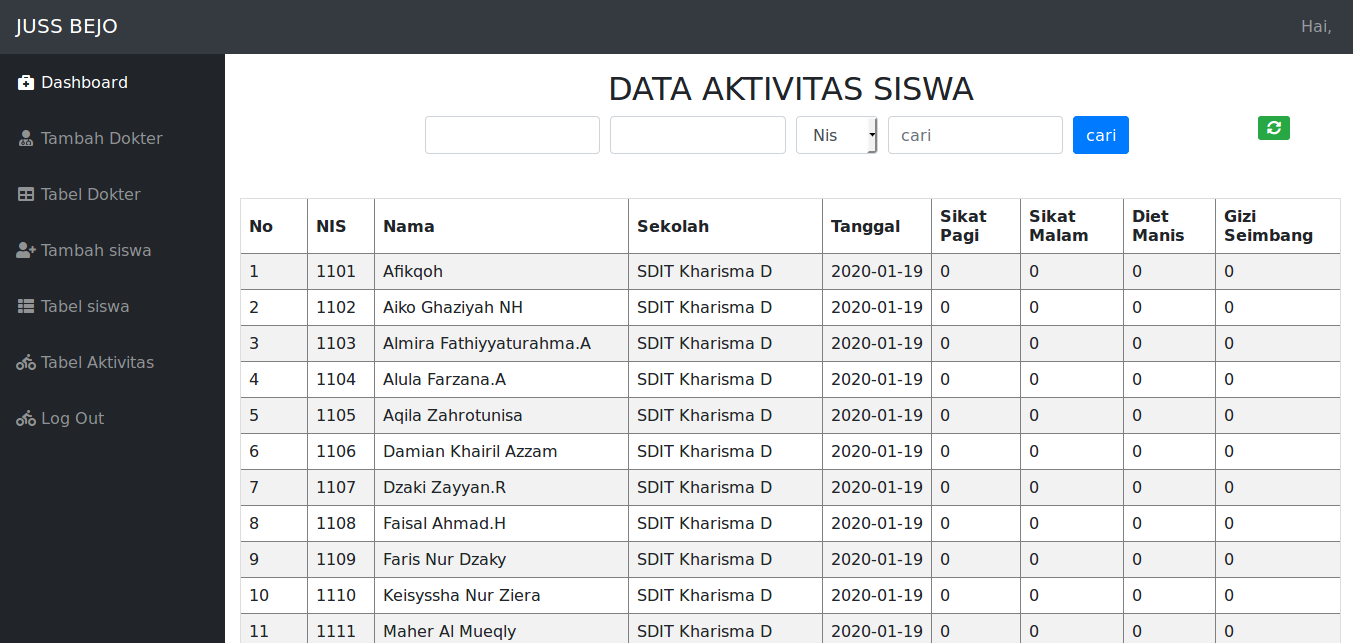 JUSS BEJO Hai,
Dashboard
Tambah Dokter
Tabel Dokter
Tambah siswa
Tabel siswa
Tabel Aktivitas
Log Out
DATA AKTIVITAS SISWA
Nis cari cari
No NIS Nama Sekolah Tanggal Sikat Pagi Sikat Malam Diet Manis Gizi Seimbang
1 1101 Afikqoh SDIT Kharisma D 2020-01-19 0 0 0 0
2 1102 Aiko Ghaziyah NH SDIT Kharisma D 2020-01-19 0 0 0 0
3 1103 Almira Fathiyyaturahma.A SDIT Kharisma D 2020-01-19 0 0 0 0
4 1104 Alula Farzana.A SDIT Kharisma D 2020-01-19 0 0 0 0
5 1105 Aqila Zahrotunisa SDIT Kharisma D 2020-01-19 0 0 0 0
6 1106 Damian Khairil Azzam SDIT Kharisma D 2020-01-19 0 0 0 0
7 1107 Dzaki Zayyan.R SDIT Kharisma D 2020-01-19 0 0 0 0
8 1108 Faisal Ahmad.H SDIT Kharisma D 2020-01-19 0 0 0 0
9 1109 Faris Nur Dzaky SDIT Kharisma D 2020-01-19 0 0 0 0
10 1110 Keisyssha Nur Ziera SDIT Kharisma D 2020-01-19 0 0 0 0
11 1111 Maher Al Mueqly SDIT Kharisma D 2020-01-19 0 0 0 0